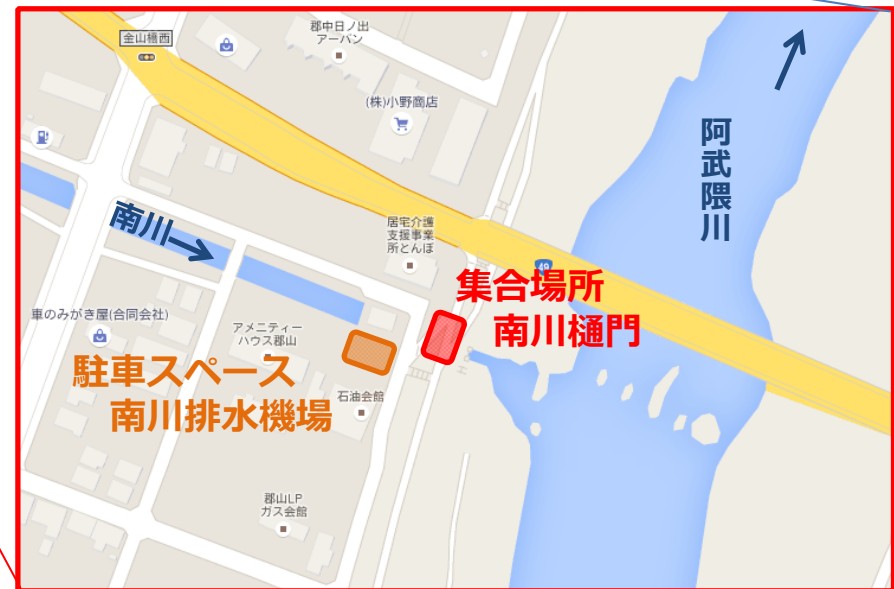 金山橋西
郡中日ノ出
アーバン
(株)小野商店
阿武隈川
南川
居宅介護
支援事業
所とんぼ
49
集合場所
南川樋門
車のみがき屋(合同会社)
アメニティー
ハウス郡山
駐車スペース
南川排水機場
石油会館
郡山LP
ガス会館